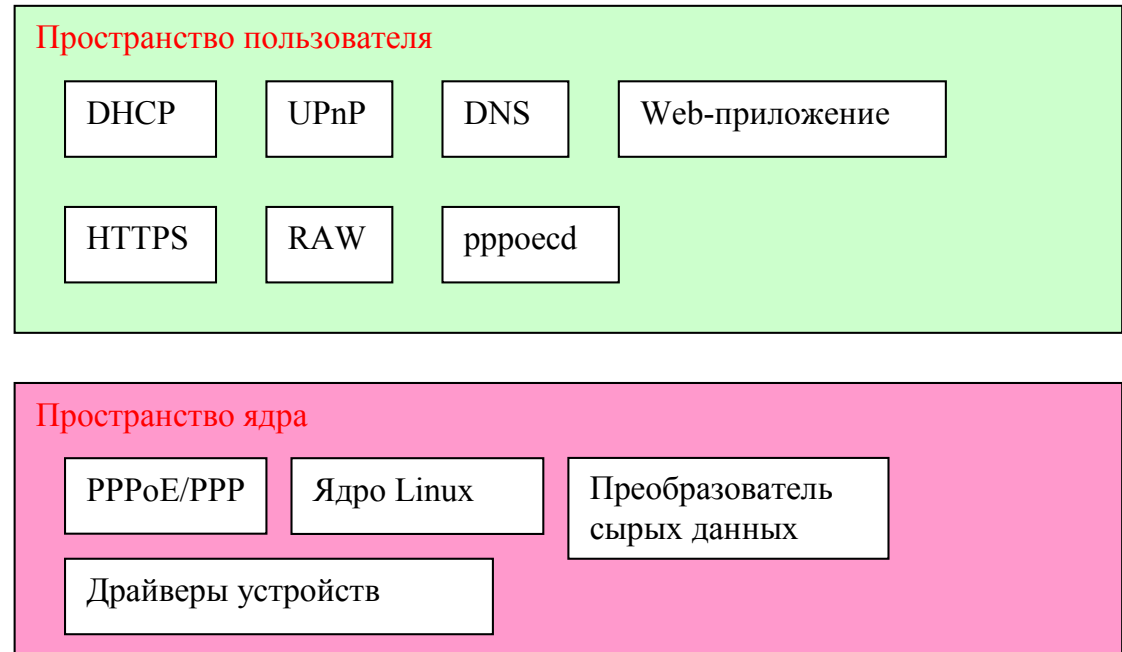 Пространство пользователя
DHCP
UPnP
DNS
Web-приложение
HTTPS
RAW
pppoecd
Пространство ядра
PPPoE/PPP
Ядро Linux
Преобразователь
сырых данных
Драйверы устройств